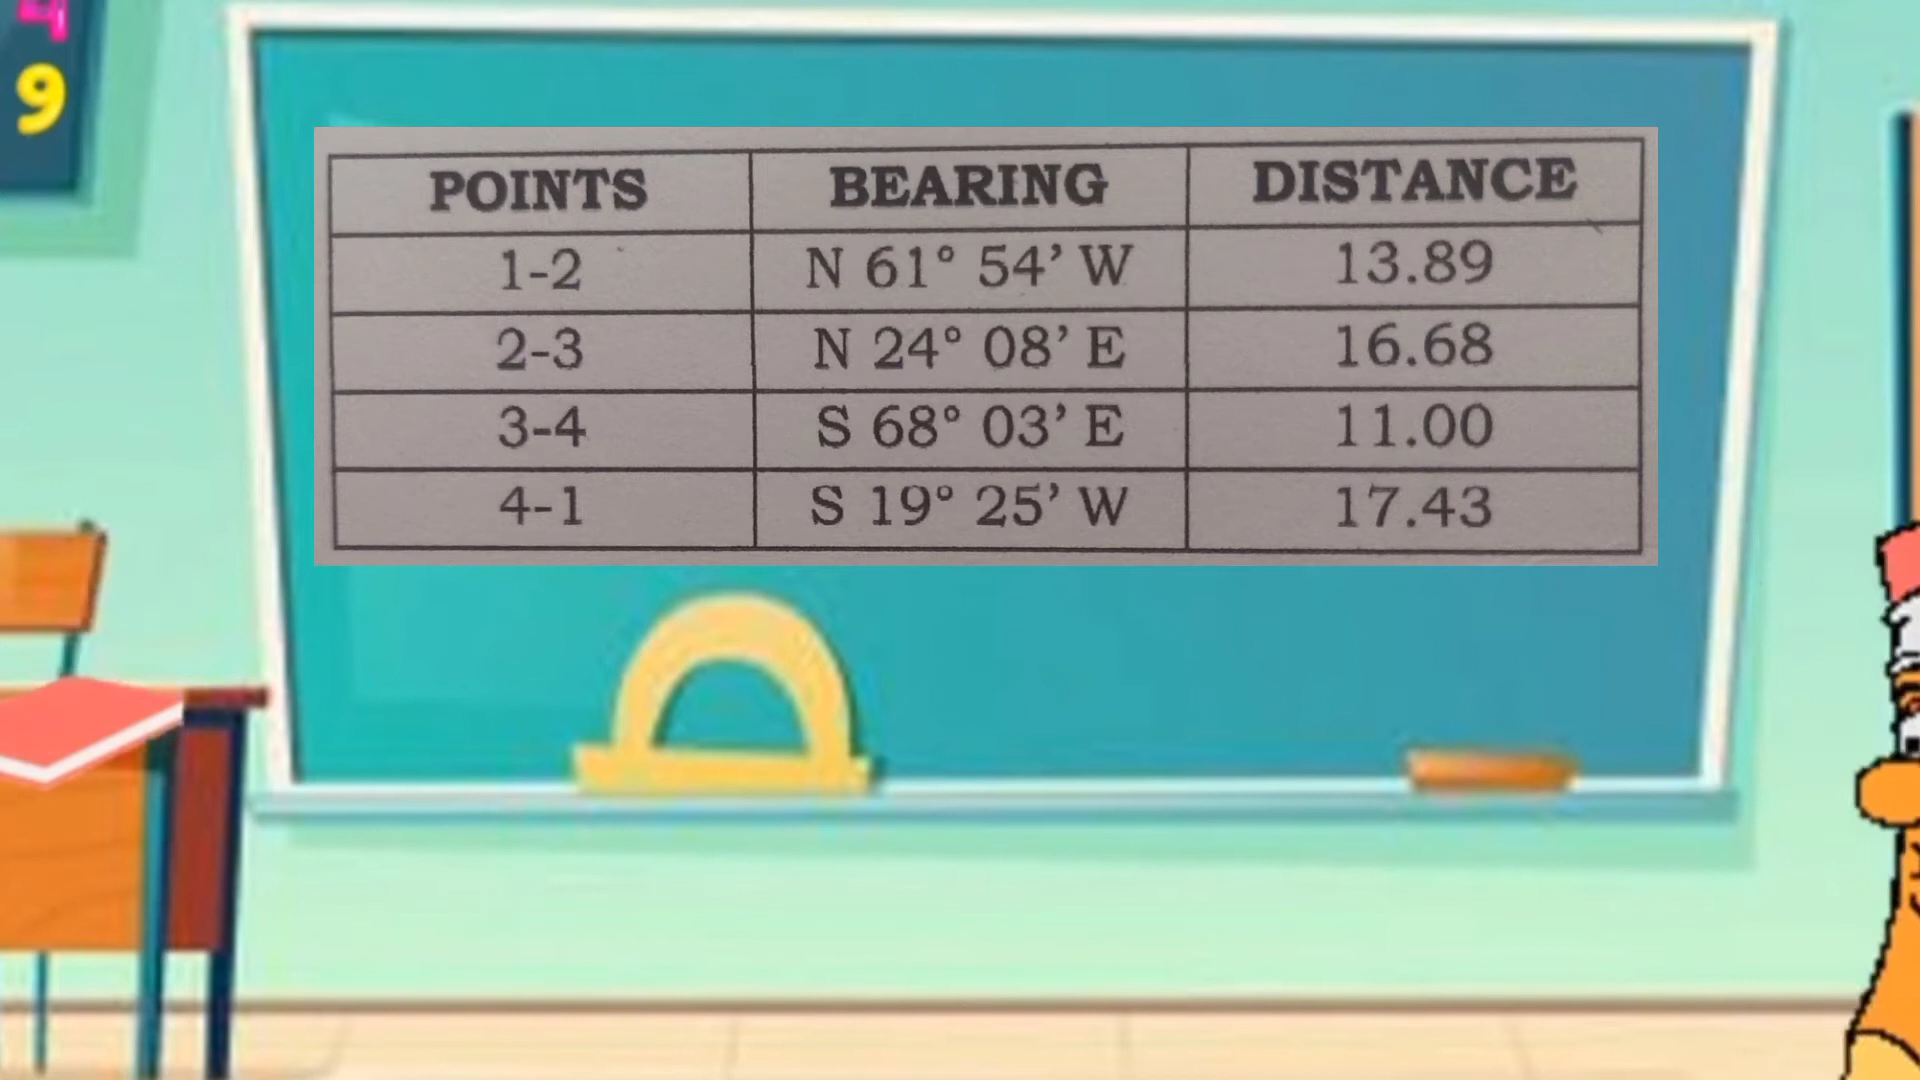 4
9
POINTS BEARING DISTANCE
1-2 N 61° 54’ W 13.89
2-3 N 24° 08’ E 16.68
3-4 S 68° 03’ E 11.00
4-1 S 19° 25’ W 17.43